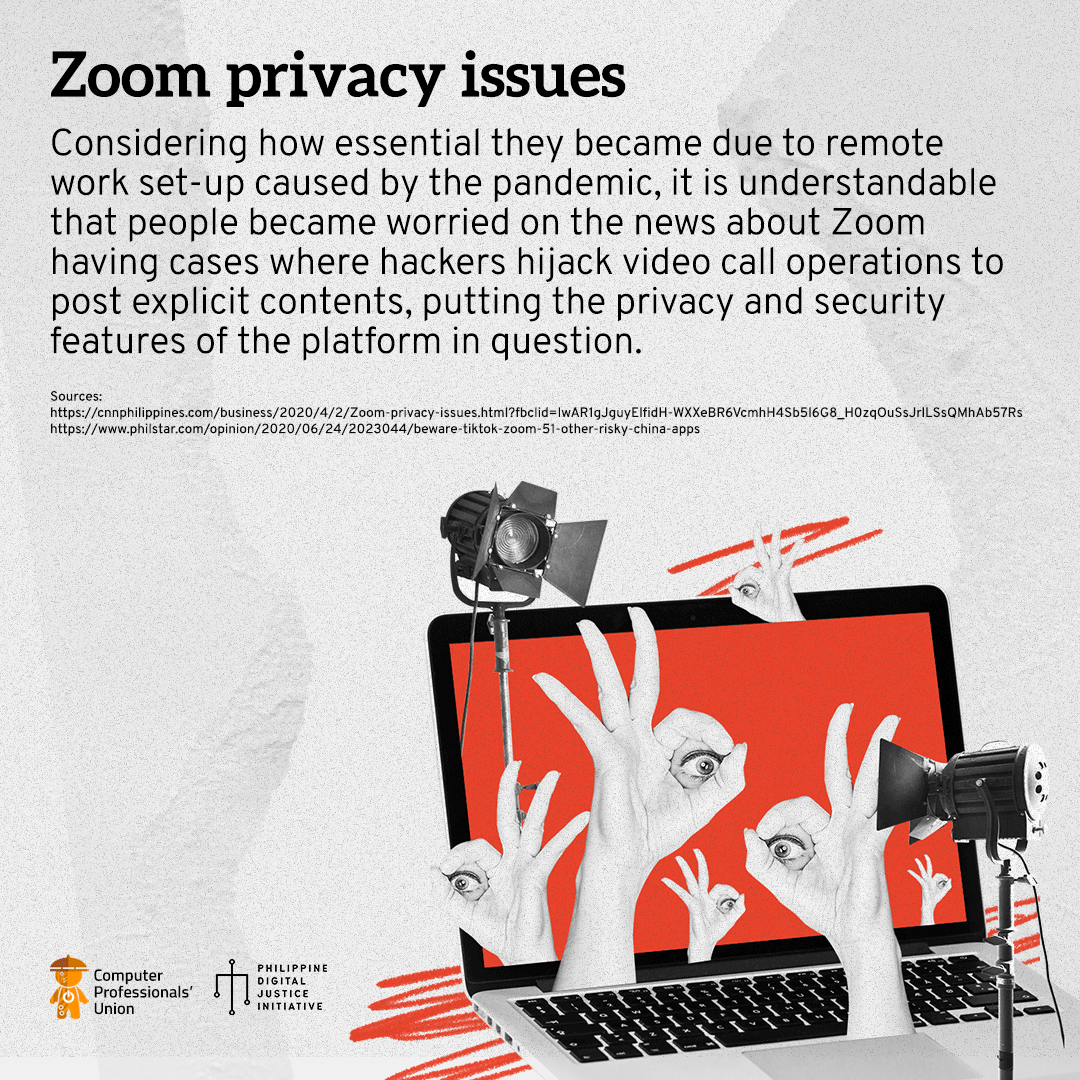 Zoom privacy issues
Considering how essential they became due to remote
work set-up caused by the pandemic, it is understandable
that people became worried on the news about Zoom
having cases where hackers hijack video call operations to
post explicit contents, putting the privacy and security
features of the platform in question.
Sources:
https://cnnphilippines.com/business/2020/4/2/Zoom-privacy-issues.html?fbclid=IwAR1gJguyElfidH-WXXeBR6VcmhH4Sb5I6G8_H0zqOuSsJrILSsQMhAb57Rs
https://www.philstar.com/opinion/2020/06/24/2023044/beware-tiktok-zoom-51-other-risky-china-apps
Computer
Professionals'
Union
PHILIPPINE
DIGITAL
JUSTICE
INITIATIVE